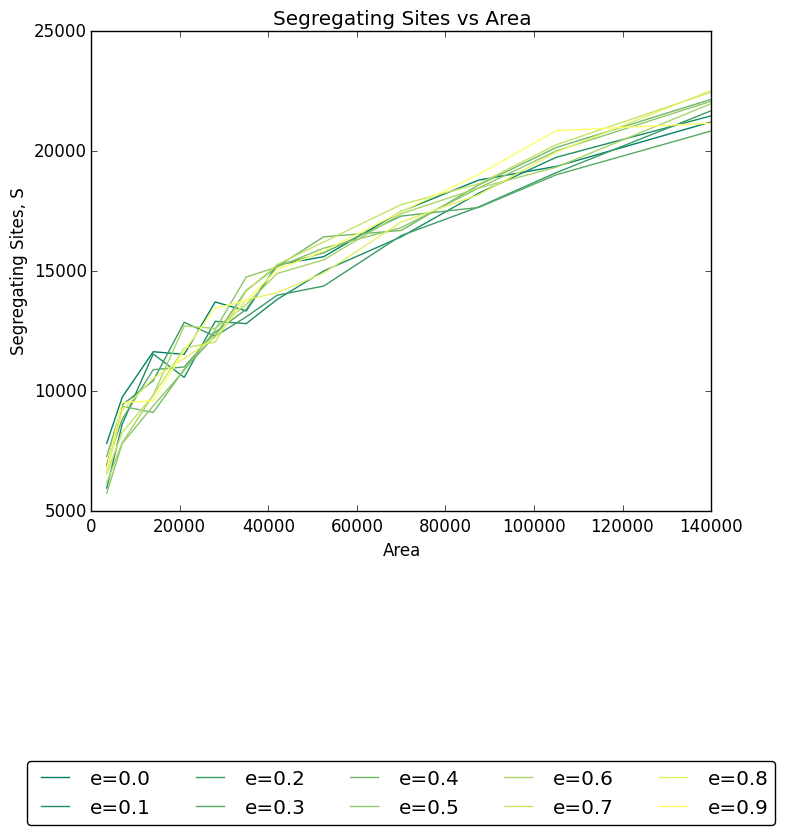 Segregating Sites vs Area
25000
20000
15000
10000
5000
Segregating Sites, S
0 20000 40000 60000 80000 100000 120000 140000
Area
e=0.0 e=0.2 e=0.4 e=0.6 e=0.8
e=0.1 e=0.3 e=0.5 e=0.7 e=0.9